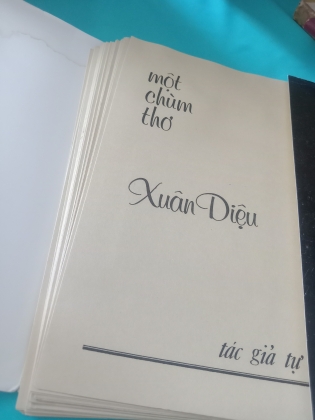 một
chùm
thơ
Xuân Diệu
tác giả tự